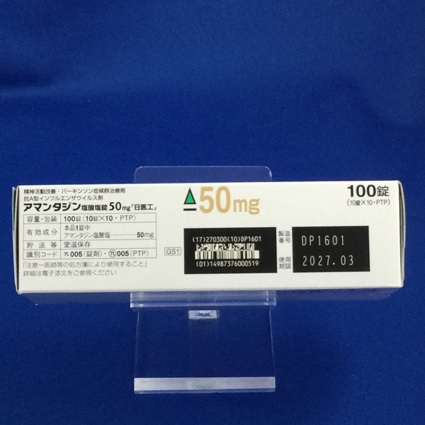 精神活動改善・パーキンソン症候群治療剤
抗A型インフルエンザウイルス剤
アマンタジン塩酸塩錠50mg「日医工」
容量・包装 100錠(10錠×10・PTP)
有効成分 本品1錠中
アマンタジン塩酸塩……50mg
貯法等 室温保存
識別コード 005(錠剤)・005(PTP)
「注意-医師等の処方箋により使用すること」
詳細は電子添文をご参照ください
GS1
50mg
(17)270300(10)DP1601
(01)14987376000519
100錠
(10錠×10・PTP)
製造番号 DP1601
使用期限 2027.03